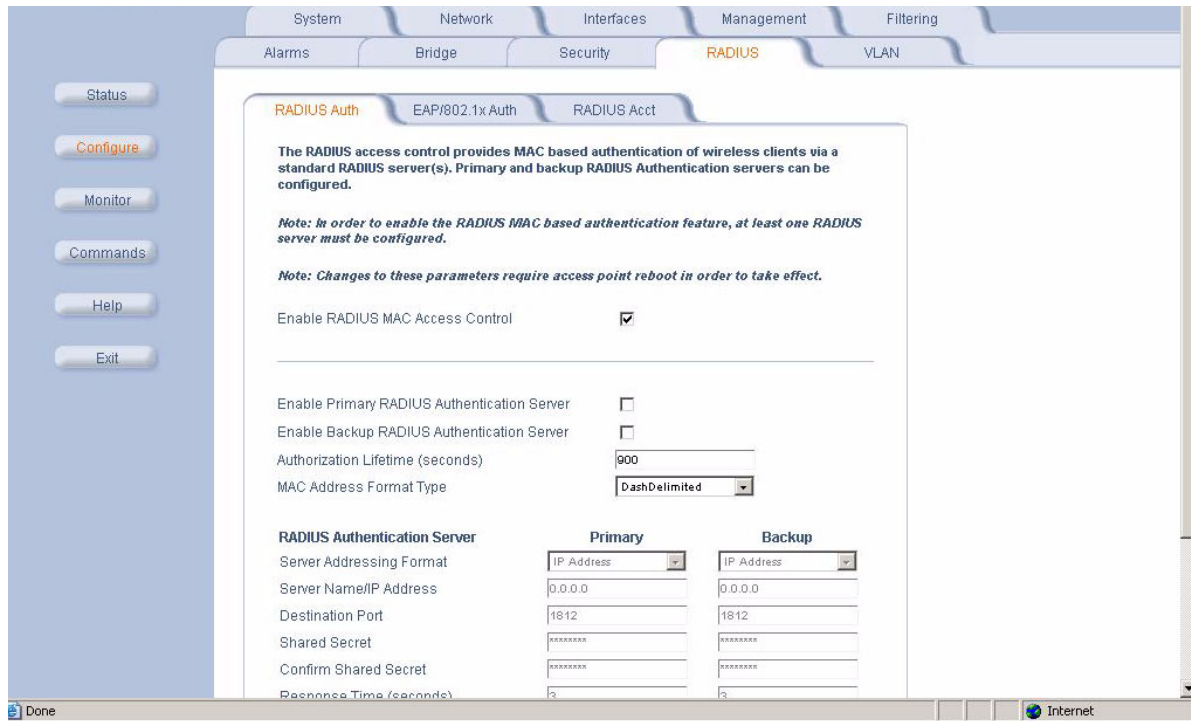 System Network Interfaces Management Filtering
Alarms Bridge Security RADIUS VLAN
Status
Configure
Monitor
Commands
Help
Exit
RADIUS Auth EAP/802.1x Auth RADIUS Acct
The RADIUS access control provides MAC based authentication of wireless clients via a
standard RADIUS server(s). Primary and backup RADIUS Authentication servers can be
configured.
Note: In order to enable the RADIUS MAC based authentication feature, at least one RADIUS
server must be configured.
Note: Changes to these parameters require access point reboot in order to take effect.
Enable RADIUS MAC Access Control
Enable Primary RADIUS Authentication Server
Enable Backup RADIUS Authentication Server
Authorization Lifetime (seconds) 900
MAC Address Format Type DashDelimited
RADIUS Authentication Server Primary Backup
Server Addressing Format IP Address IP Address
Server Name/IP Address 0.0.0.0 0.0.0.0
Destination Port 1812 1812
Shared Secret ******** ********
Confirm Shared Secret ******** ********
Response Time (seconds) 3 3
Done Internet